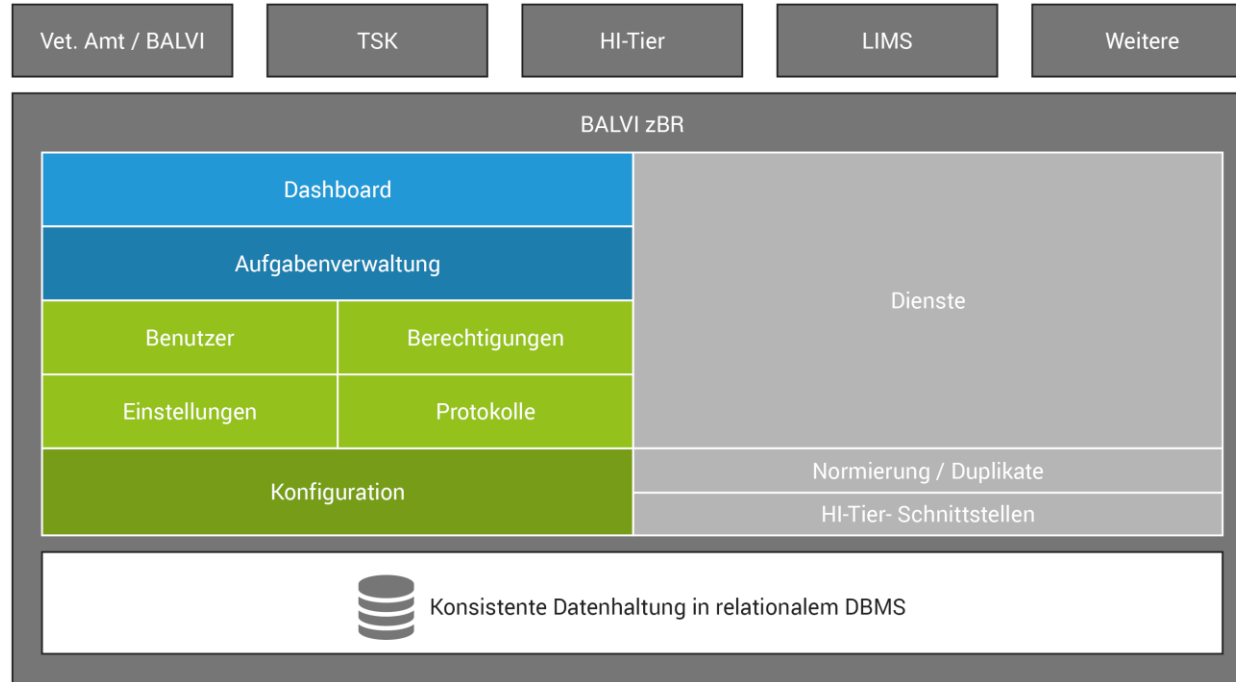 Vet. Amt / BALVI
TSK
HI-Tier
LIMS
Weitere
BALVI zBR
Dashboard
Aufgabenverwaltung
Dienste
Benutzer
Berechtigungen
Einstellungen
Protokolle
Konfiguration
Normierung / Duplikate
HI-Tier- Schnittstellen
Konsistente Datenhaltung in relationalem DBMS